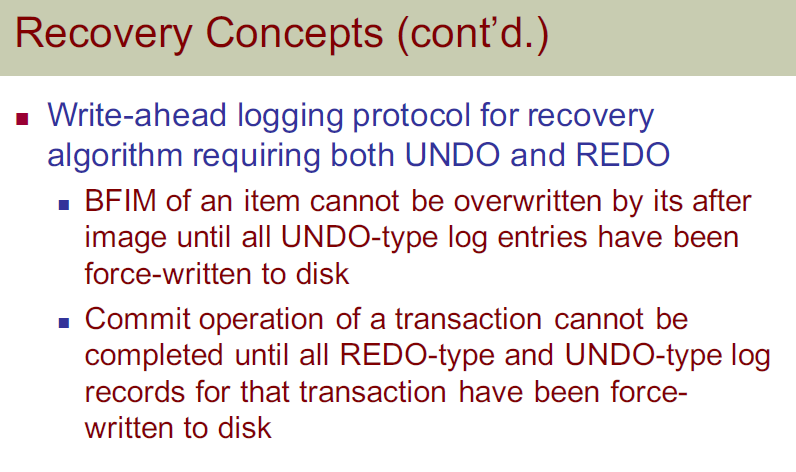 Recovery Concepts (cont’d.)
Write-ahead logging protocol for recovery
algorithm requiring both UNDO and REDO
BFIM of an item cannot be overwritten by its after
image until all UNDO-type log entries have been
force-written to disk
Commit operation of a transaction cannot be
completed until all REDO-type and UNDO-type log
records for that transaction have been force-
written to disk